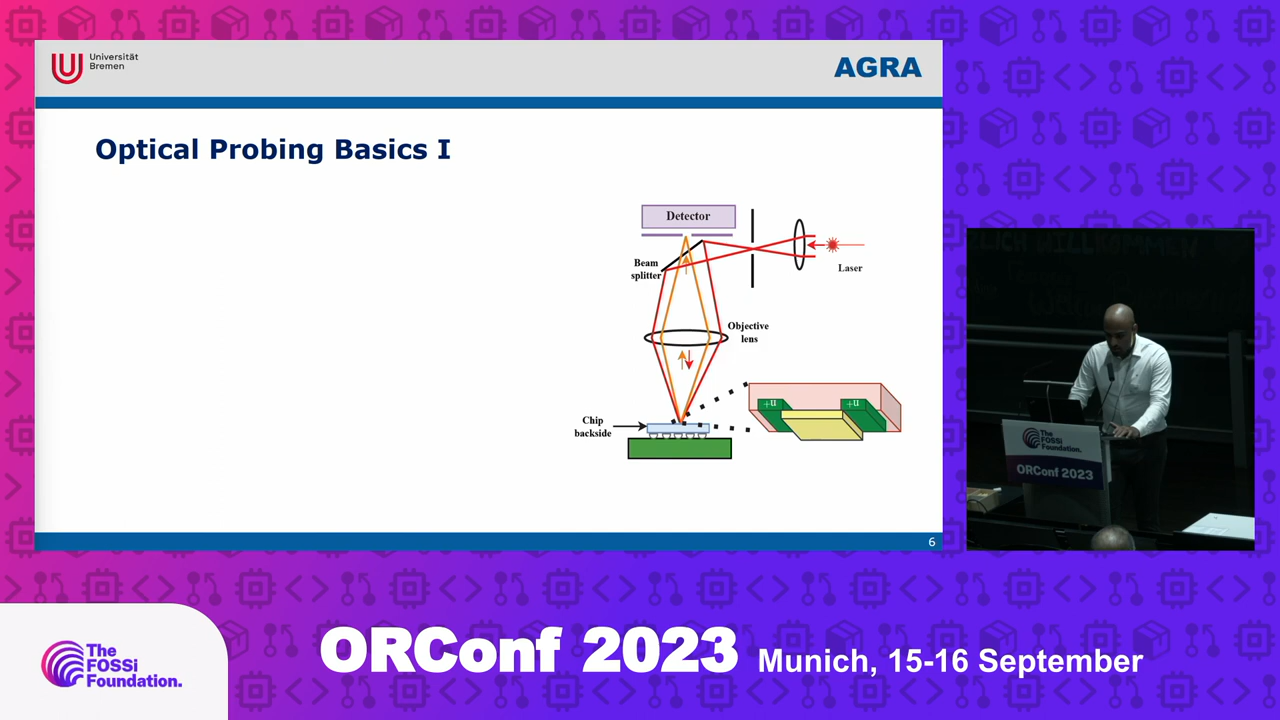 Universität
Bremen
AGRA
Optical Probing Basics I
Detector
Beam
splitter
Laser
Objective
lens
Chip
backside
6
The
FOSSi
Foundation.
ORConf 2023
The
FOSSi
Foundation.
ORConf 2023
Munich, 15-16 September